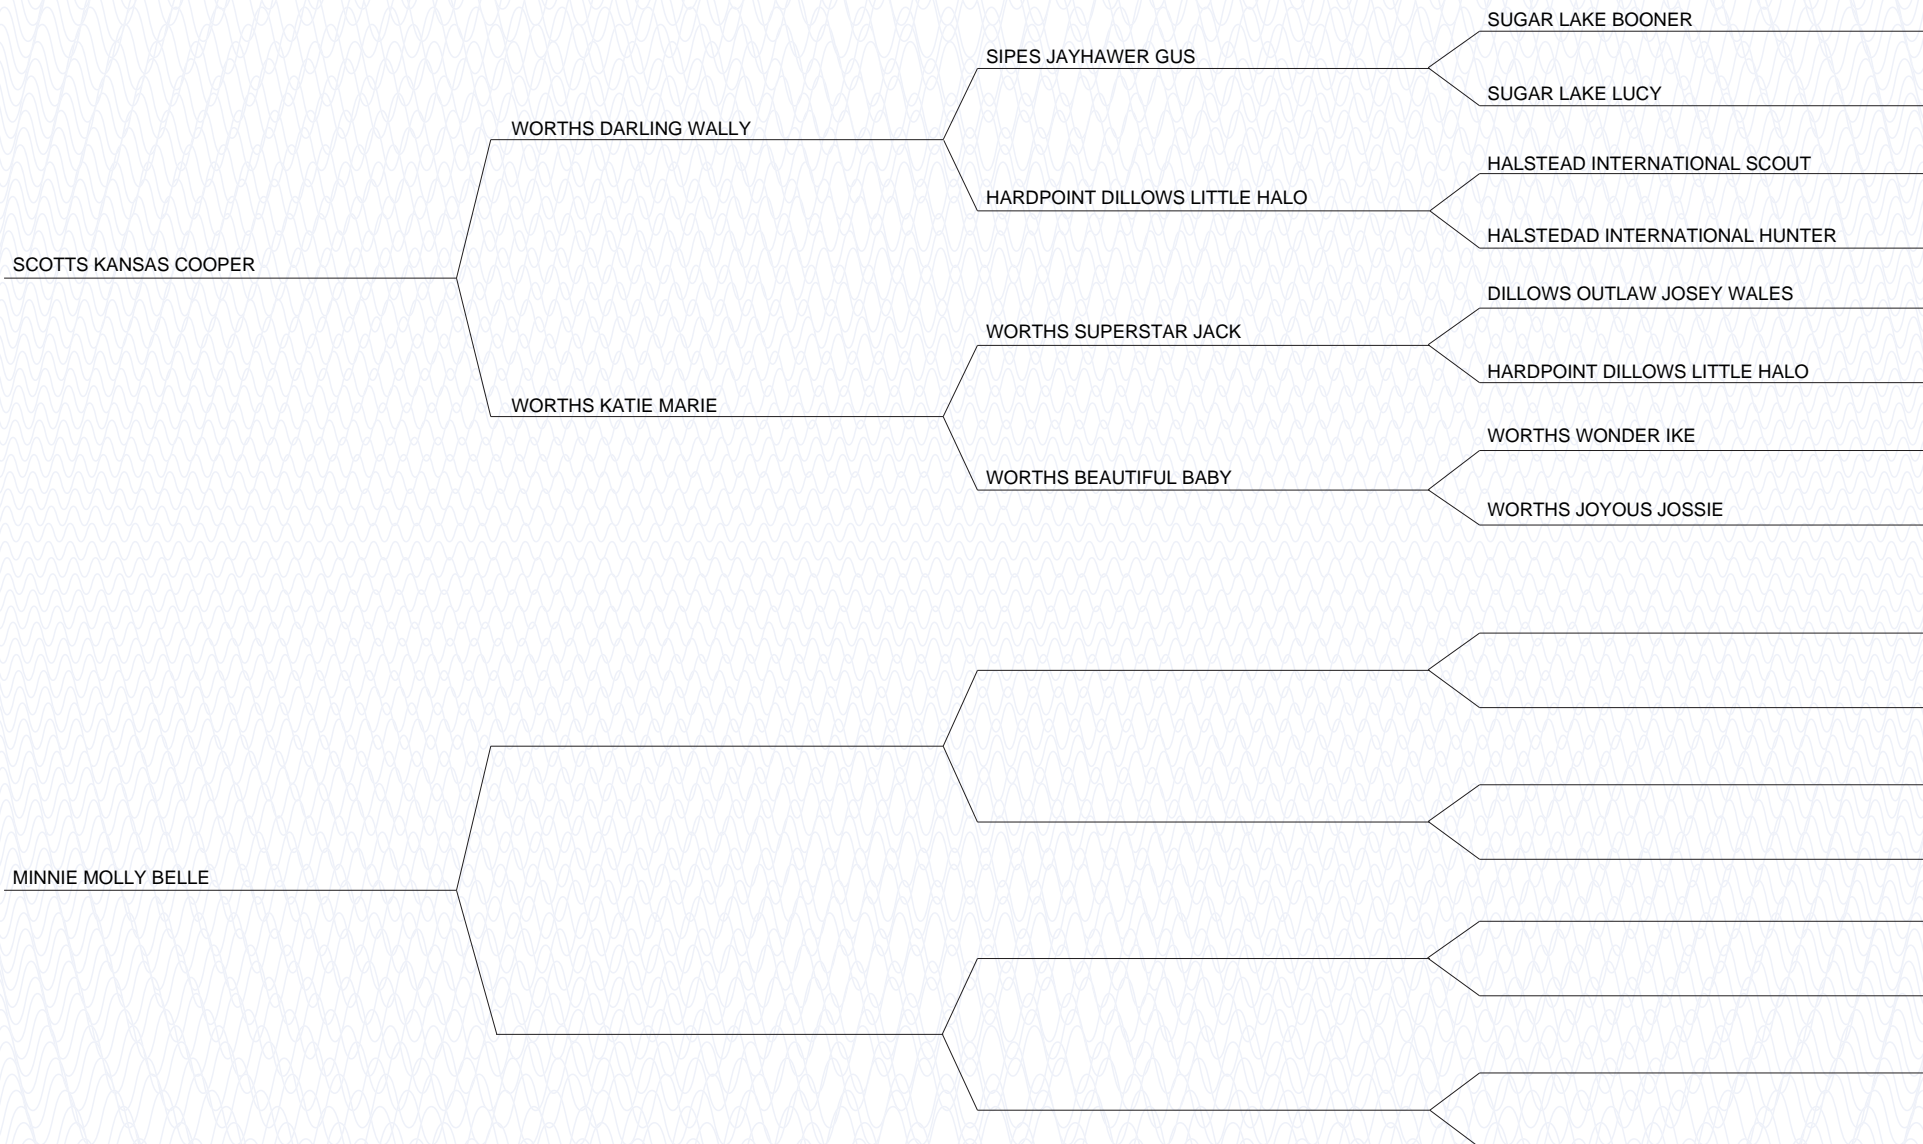 SUGAR LAKE BOONER
SIPES JAYHAWER GUS
SUGAR LAKE LUCY
WORTHS DARLING WALLY
HALSTEAD INTERNATIONAL SCOUT
HARDPOINT DILLOWS LITTLE HALO
HALSTEDAD INTERNATIONAL HUNTER
SCOTTS KANSAS COOPER
DILLOWS OUTLAW JOSEY WALES
WORTHS SUPERSTAR JACK
HARDPOINT DILLOWS LITTLE HALO
WORTHS KATIE MARIE
WORTHS WONDER IKE
WORTHS BEAUTIFUL BABY
WORTHS JOYOUS JOSSIE
MINNIE MOLLY BELLE